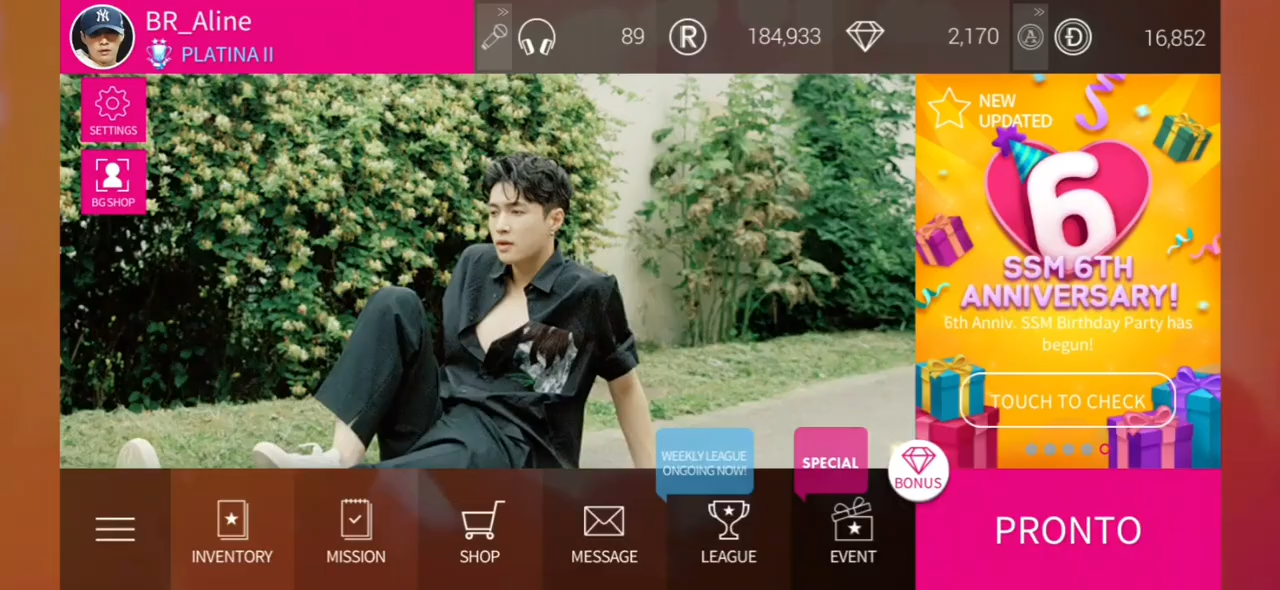 BR_Aline
PLATINA II
89
R
184,933
2,170
A
Đ
16,852
SETTINGS
BG SHOP
NEW
UPDATED
6
SSM 6TH
ANNIVERSARY!
6th Anniv. SSM Birthday Party has
begun!
TOUCH TO CHECK
WEEKLY LEAGUE
ONGOING NOW!
SPECIAL
BONUS
INVENTORY
MISSION
SHOP
MESSAGE
LEAGUE
EVENT
PRONTO